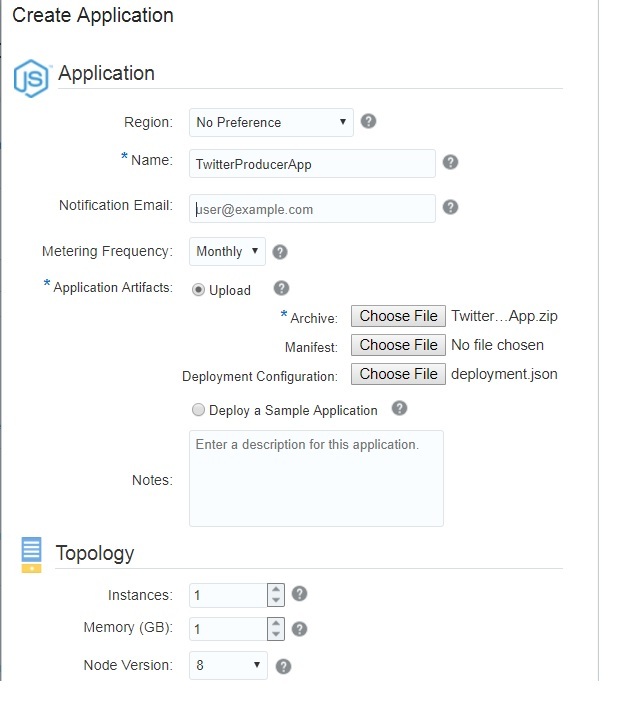 Create Application
JS Application
Region: No Preference
* Name: TwitterProducerApp
Notification Email: user@example.com
Metering Frequency: Monthly
* Application Artifacts: Upload
* Archive: Choose File Twitter...App.zip
Manifest: Choose File No file chosen
Deployment Configuration: Choose File deployment.json
Deploy a Sample Application
Enter a description for this application.
Notes:
Topology
Instances: 1
Memory (GB): 1
Node Version: 8